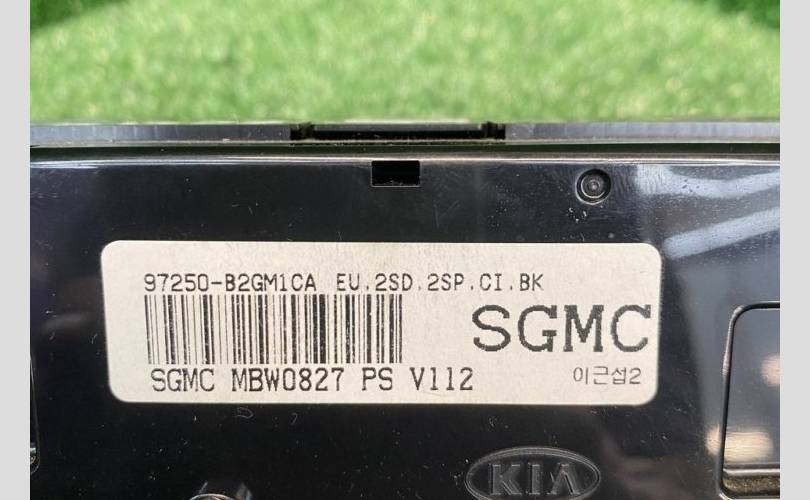 97250-B2GM1CA EU.2SD.2SP.CI.BK
SGMC
SGMC MBW0827 PS V112
이근섭2
KIA